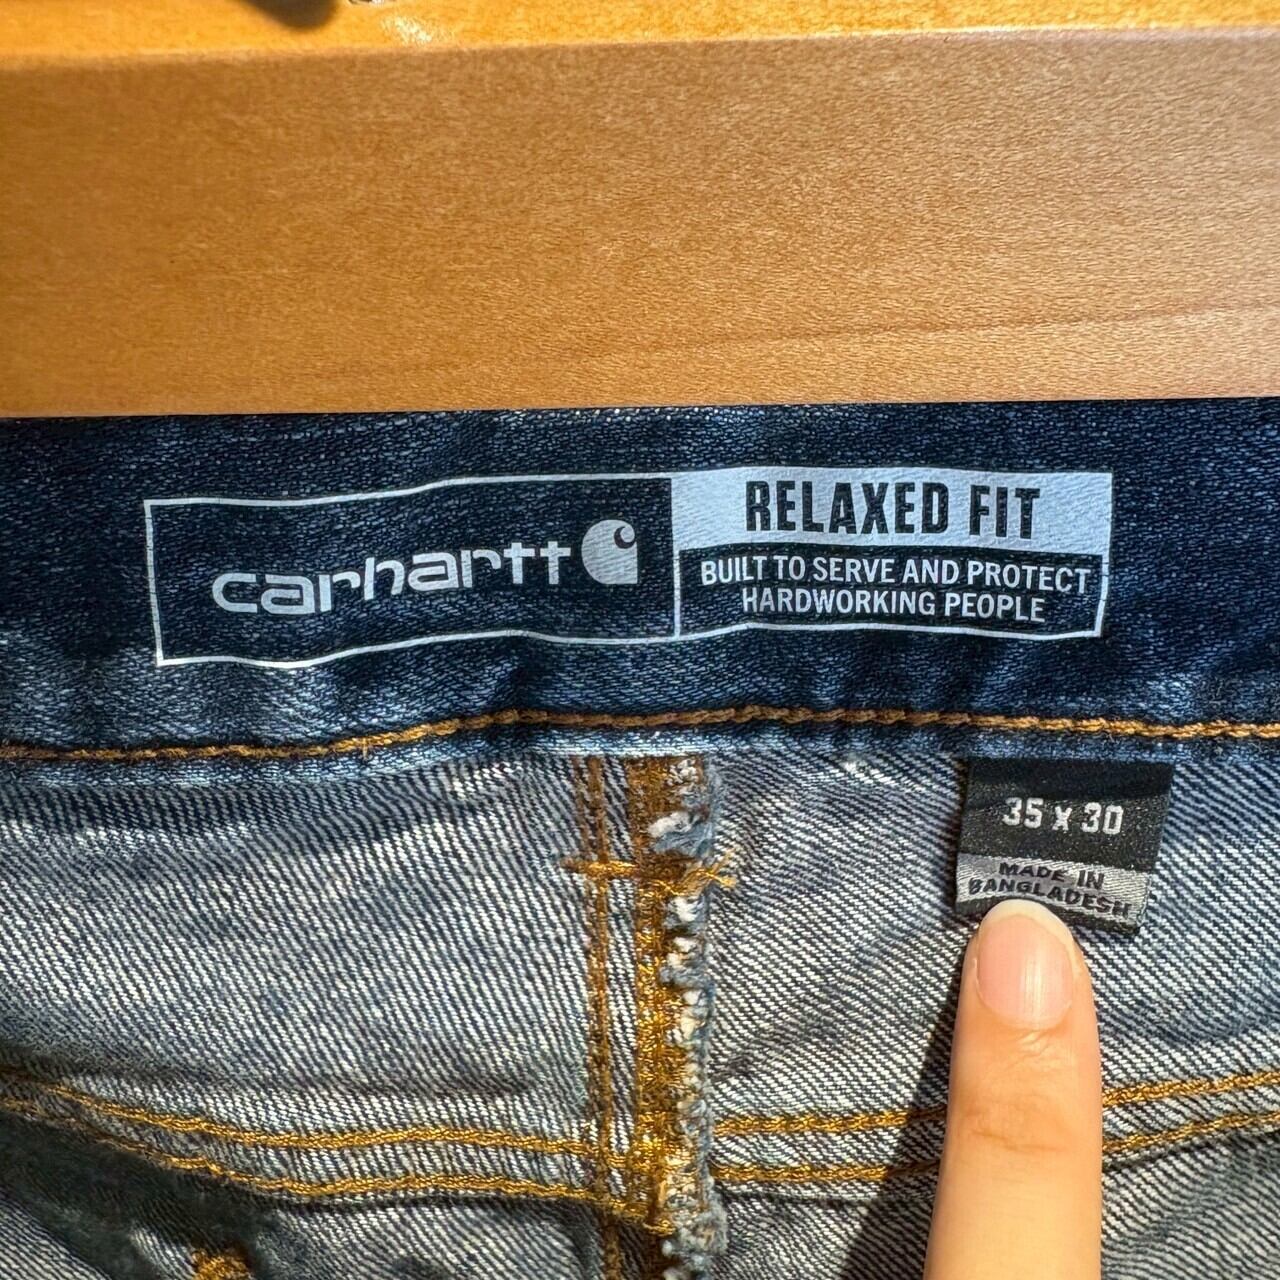 carhartt
RELAXED FIT
BUILT TO SERVE AND PROTECT
HARDWORKING PEOPLE
35 X 30
MADE IN
BANGLADESH